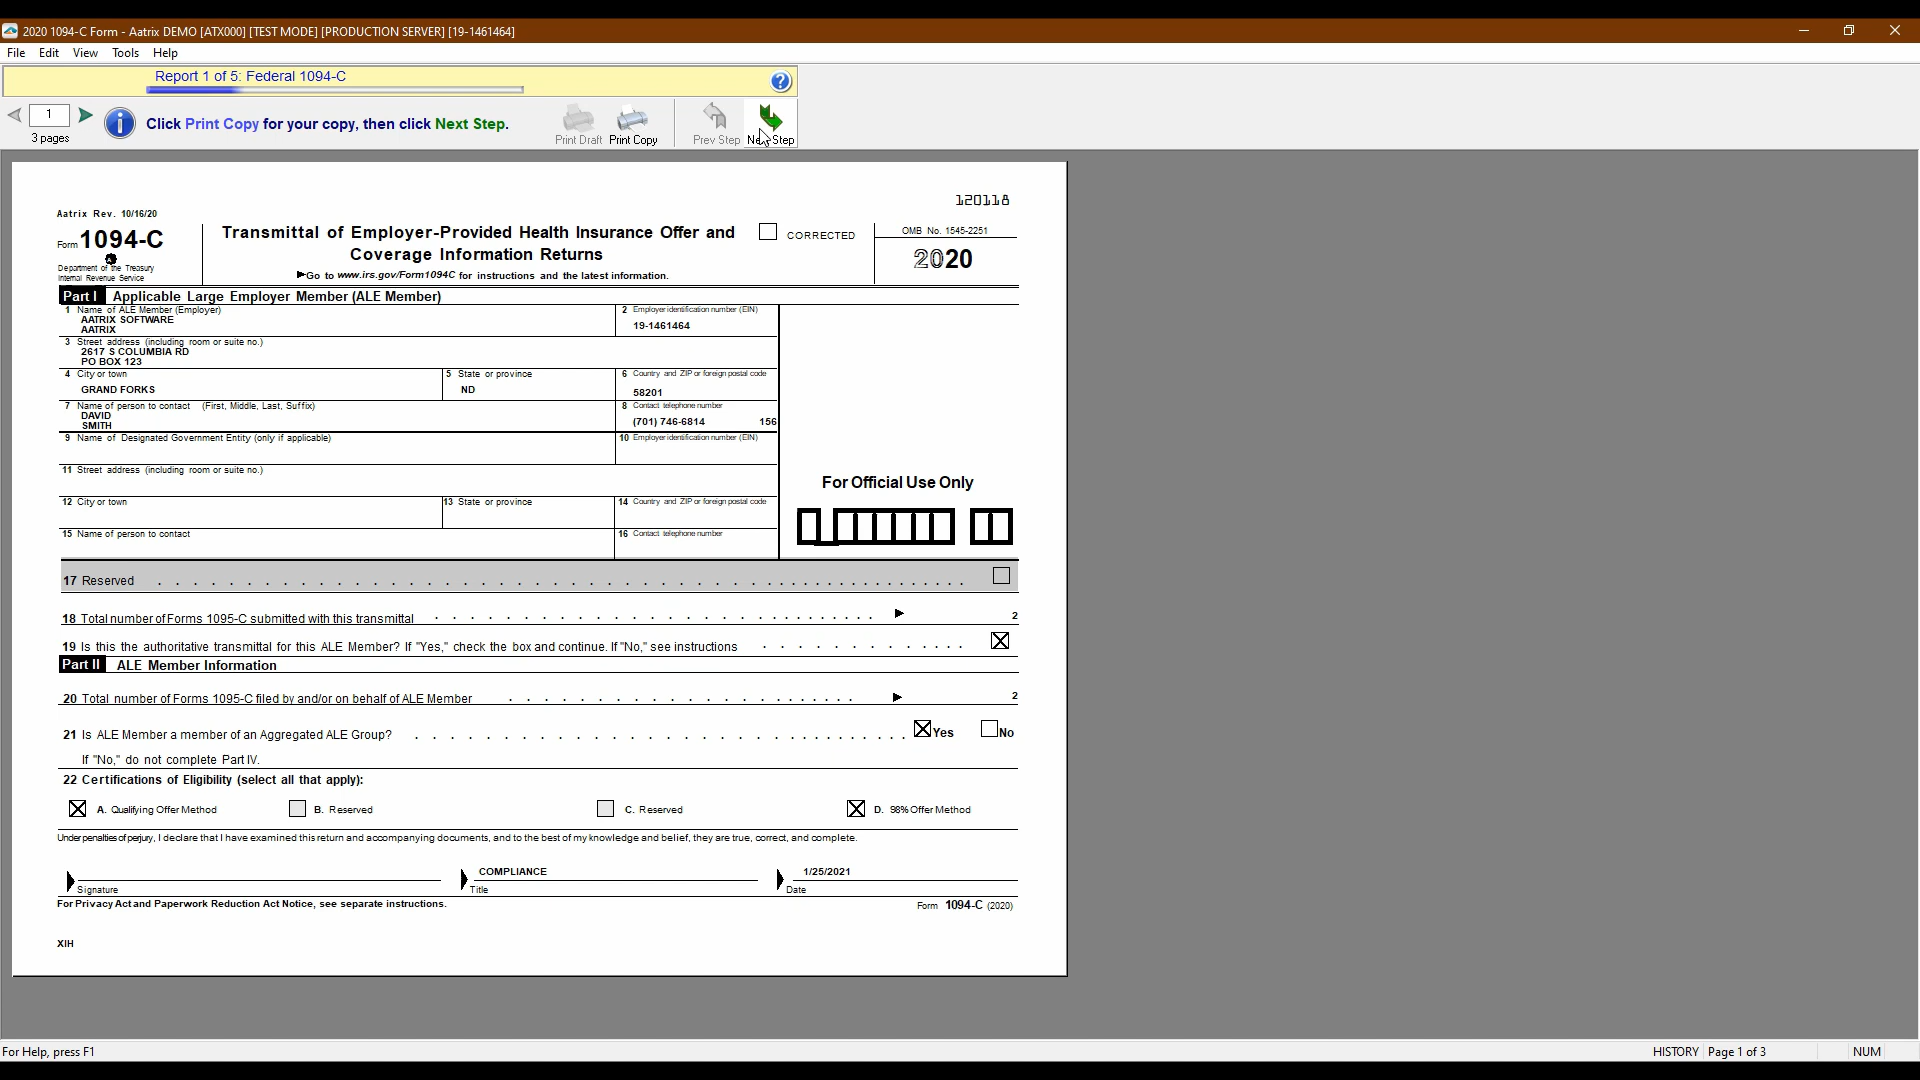 2020 1094-C Form - Aatrix DEMO [ATX000] [TEST MODE] [PRODUCTION SERVER] [19-1461464]
File Edit View Tools Help
Report 1 of 5: Federal 1094-C
1
3 pages
Click Print Copy for your copy, then click Next Step.
Print Draft Print Copy Prev Step Step
120118
Aatrix Rev. 10/16/20
Form 1094-C
Department of the Treasury
Internal Revenue Service
Transmittal of Employer-Provided Health Insurance Offer and
Coverage Information Returns
►Go to www.irs.gov/Form1094C for instructions and the latest information.
CORRECTED
OMB No. 1545-2251
2020
Part I Applicable Large Employer Member (ALE Member)
1 Name of ALE Member (Employer)
AATRIX SOFTWARE
AATRIX
2 Employer identification number (EIN)
19-1461464
3 Street address (including room or suite no.)
2617 S COLUMBIA RD
PO BOX 123
4 City or town
GRAND FORKS
5 State or province
ND
6 Country and ZIP or foreign postal code
58201
7 Name of person to contact (First, Middle, Last, Suffix)
DAVID
SMITH
8 Contact telephone number
(701) 746-6814 156
9 Name of Designated Government Entity (only if applicable)
10 Employer identification number (EIN)
11 Street address (including room or suite no.)
12 City or town
13 State or province
14 Country and ZIP or foreign postal code
15 Name of person to contact
16 Contact telephone number
For Official Use Only
17 Reserved
18 Total number of Forms 1095-C submitted with this transmittal ► 2
19 Is this the authoritative transmittal for this ALE Member? If "Yes," check the box and continue. If "No," see instructions
Part II ALE Member Information
20 Total number of Forms 1095-C filed by and/or on behalf of ALE Member ► 2
21 Is ALE Member a member of an Aggregated ALE Group? Yes No
If "No," do not complete Part IV.
22 Certifications of Eligibility (select all that apply):
A. Qualifying Offer Method B. Reserved C. Reserved D. 98% Offer Method
Under penalties of perjury, I declare that I have examined this return and accompanying documents, and to the best of my knowledge and belief, they are true, correct, and complete.
COMPLIANCE 1/25/2021
Signature Title Date
For Privacy Act and Paperwork Reduction Act Notice, see separate instructions.
Form 1094-C (2020)
XIH
For Help, press F1
HISTORY Page 1 of 3 NUM